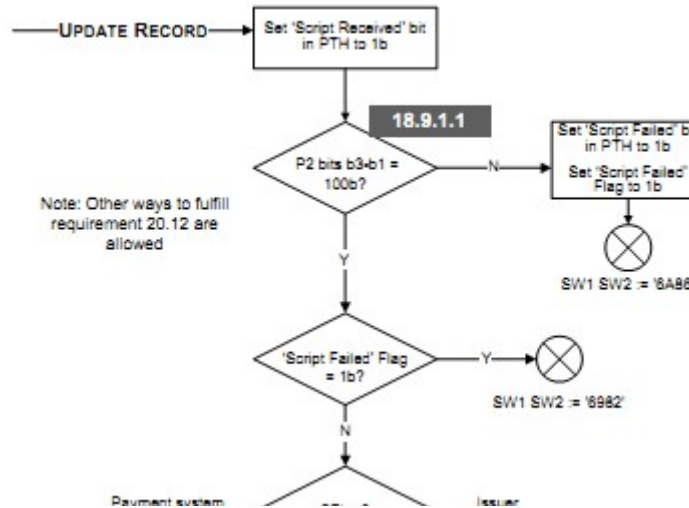 UPDATE RECORD
Set 'Script Received' bit
in PTH to 1b
18.9.1.1
P2 bits b3-b1 =
100b?
N
Set 'Script Failed' b
in PTH to 1b
Set 'Script Failed'
Flag to 1b
Note: Other ways to fulfill
requirement 20.12 are
allowed
Y
SW1 SW2 := '6A86
'Script Failed' Flag
= 1b?
Y
SW1 SW2 := '6982'
N
Payment system
Issuer